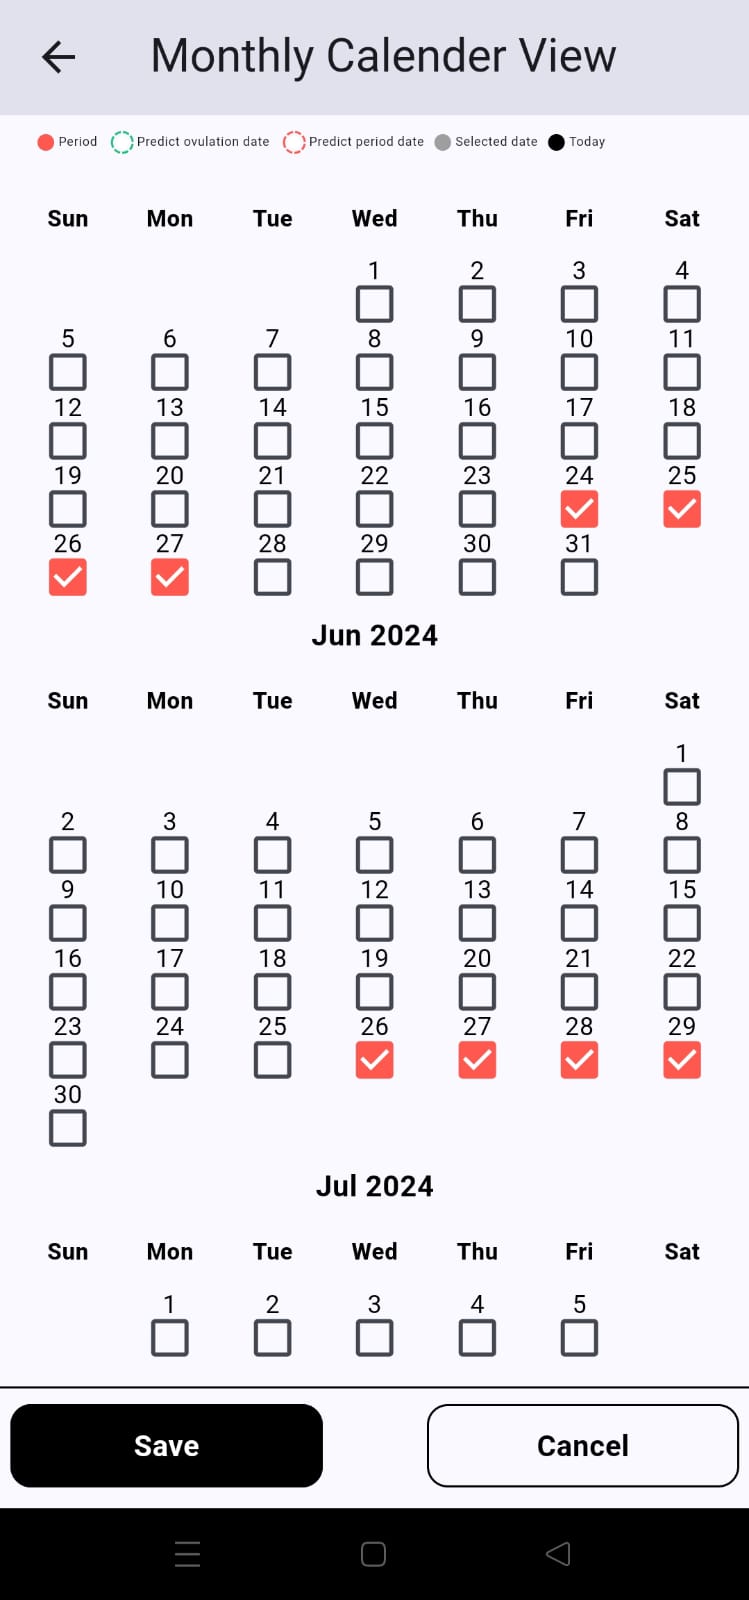 Monthly Calender View
Period Predict ovulation date Predict period date Selected date Today
Sun Mon Tue Wed Thu Fri Sat
1 2 3 4
5 6 7 8 9 10 11
12 13 14 15 16 17 18
19 20 21 22 23 24 25
26 27 28 29 30 31
Jun 2024
Sun Mon Tue Wed Thu Fri Sat
1
2 3 4 5 6 7 8
9 10 11 12 13 14 15
16 17 18 19 20 21 22
23 24 25 26 27 28 29
30
Jul 2024
Sun Mon Tue Wed Thu Fri Sat
1 2 3 4 5
Save Cancel